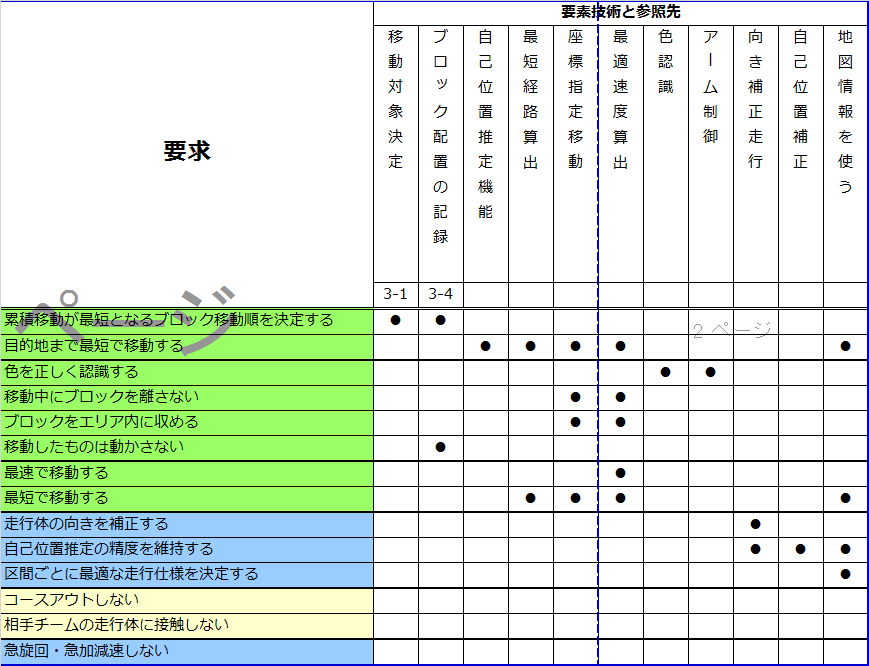 要素技術と参照先
要求
移動対象決定
ブロック配置の記録
自己位置推定機能
最短経路算出
座標指定移動
最適速度算出
色認識
アーム制御
向き補正走行
自己位置補正
地図情報を使う
3-1 3-4
累積移動が最短となるブロック移動順を決定する ● ●
目的地まで最短で移動する ● ● ● ● ●
色を正しく認識する ● ●
移動中にブロックを離さない ● ●
ブロックをエリア内に収める ● ●
移動したものは動かさない ●
最速で移動する ●
最短で移動する ● ● ● ●
走行体の向きを補正する ●
自己位置推定の精度を維持する ● ● ●
区間ごとに最適な走行仕様を決定する ●
コースアウトしない
相手チームの走行体に接触しない
急旋回・急加減速しない
ページ
2 ページ